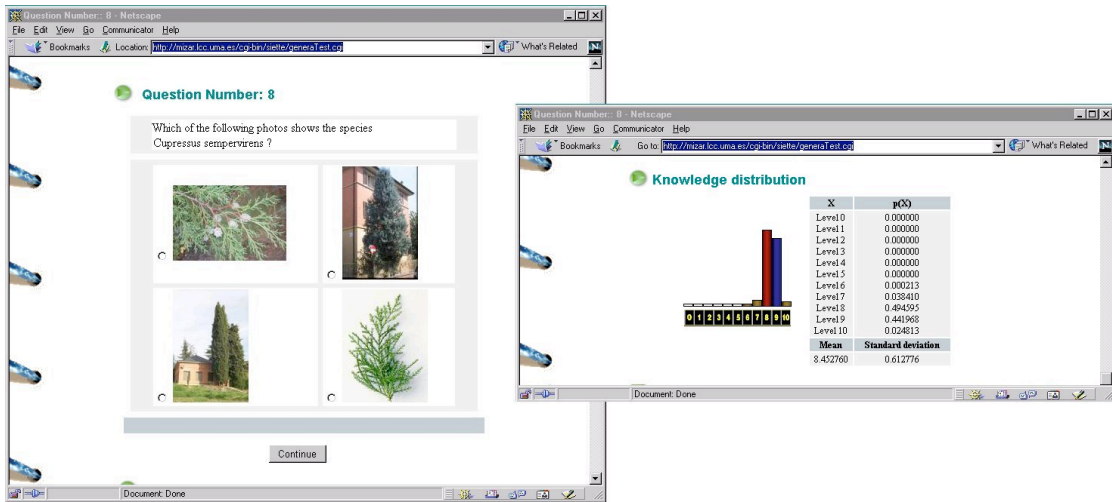 Question Number:: 8 - Netscape
File Edit View Go Communicator Help
Bookmarks Location: http://mizar.lcc.uma.es/cgi-bin/siette/generaTest.cgi What's Related N
Question Number: 8
Which of the following photos shows the species
Cupressus sempervirens ?
Continue
Document: Done
Question Number:: 8 - Netscape
File Edit View Go Communicator Help
Bookmarks Go to: http://mizar.lcc.uma.es/cgi-bin/siette/generaTest.cgi What's Related N
Knowledge distribution
X p(X)
Level 0 0.000000
Level 1 0.000000
Level 2 0.000000
Level 3 0.000000
Level 4 0.000000
Level 5 0.000000
Level 6 0.000213
Level 7 0.038410
Level 8 0.494595
Level 9 0.441968
Level 10 0.024813
Mean Standard deviation
8.452760 0.612776
0 1 2 3 4 5 6 7 8 9 10
Document: Done